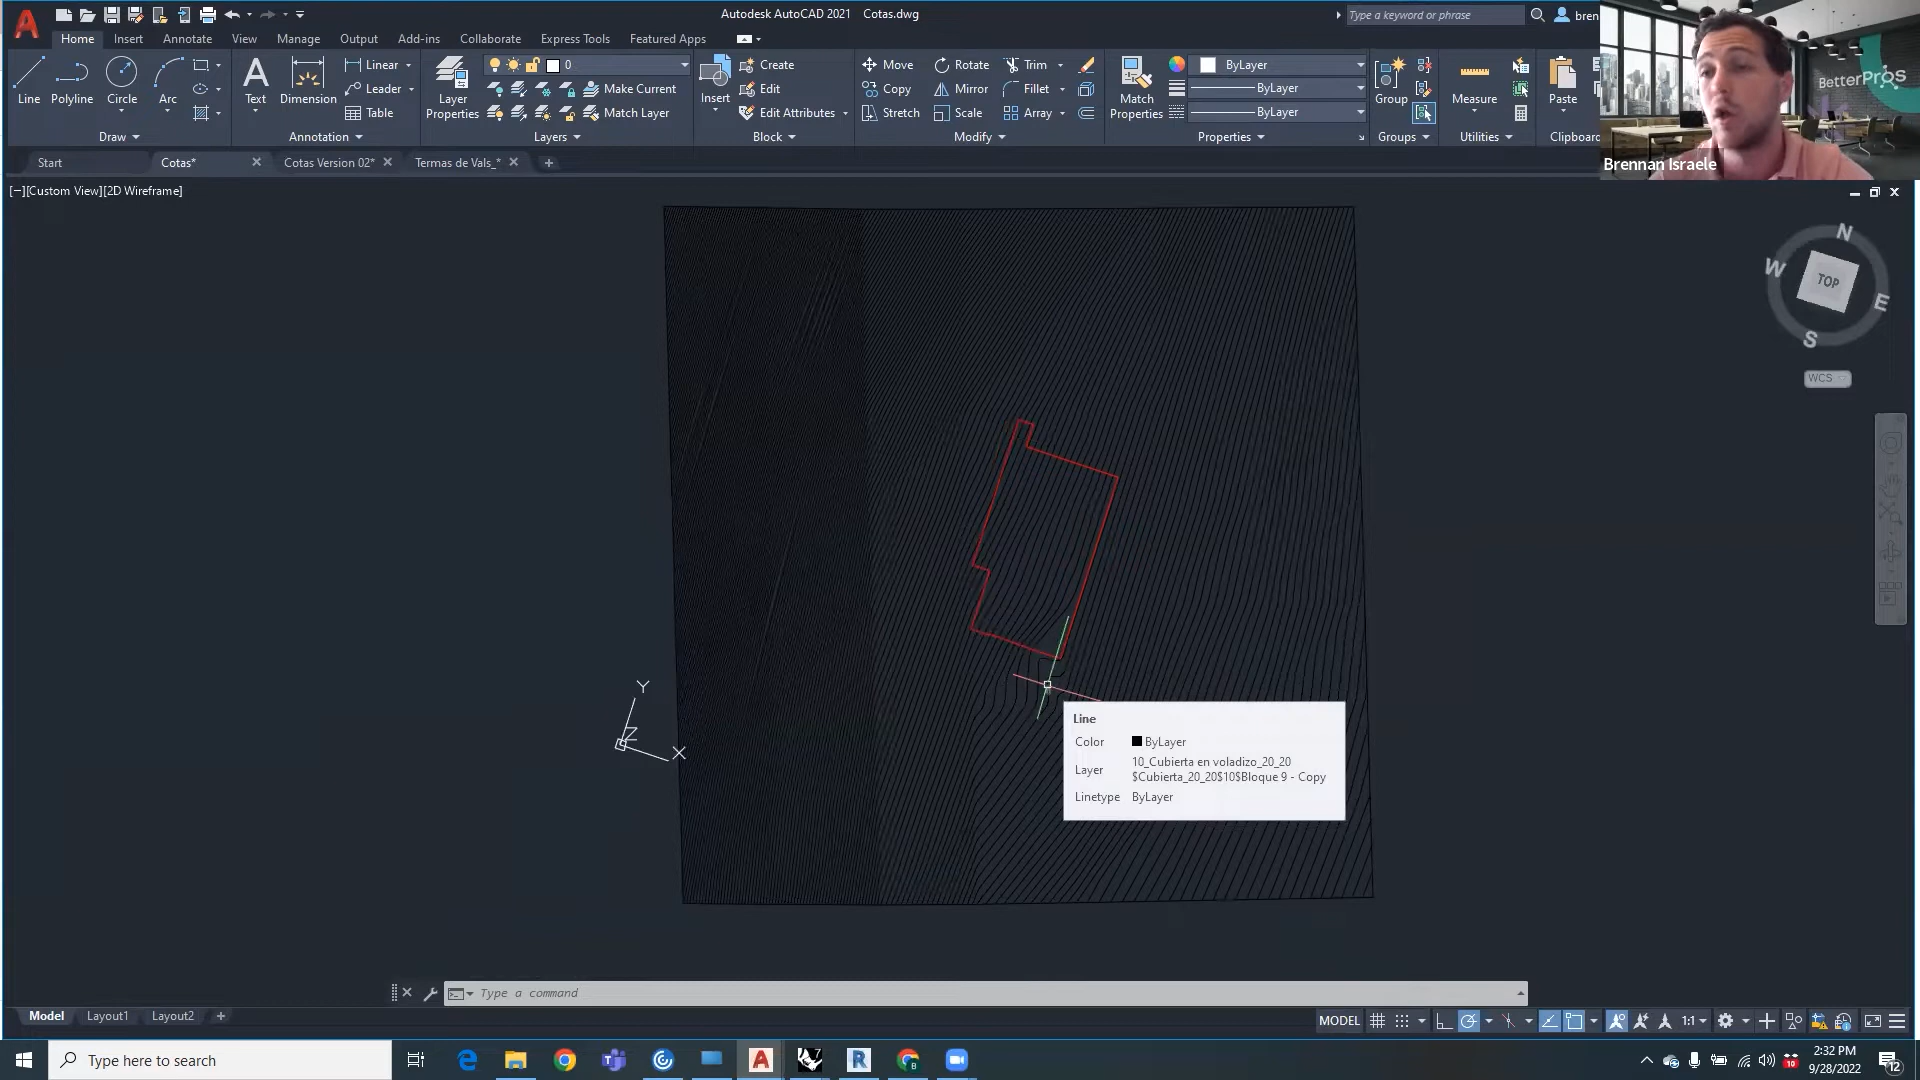 Autodesk AutoCAD 2021 Cotas.dwg
Type a keyword or phrase
bren
Home Insert Annotate View Manage Output Add-ins Collaborate Express Tools Featured Apps
Line Polyline Circle Arc
Draw
Text Dimension
Linear
Leader
Table
Annotation
Layer Properties
0
Make Current
Match Layer
Layers
Insert
Create
Edit
Edit Attributes
Block
Move Rotate Trim
Copy Mirror Fillet
Stretch Scale Array
Modify
Match Properties
ByLayer
ByLayer
ByLayer
Properties
Group
Groups
Measure
Utilities
Paste
Clipboard
BetterPros
Brennan Israele
Start Cotas* Cotas Version 02* Termas de Vals_*
[−][Custom View][2D Wireframe]
N
W
TOP
E
S
WCS
Y
Z
X
Line
Color ByLayer
Layer 10_Cubierta en voladizo_20_20
$Cubierta_20_20$10$Bloque 9 - Copy
Linetype ByLayer
Type a command
Model Layout1 Layout2
MODEL 1:1
Type here to search
2:32 PM
9/28/2022
10
12